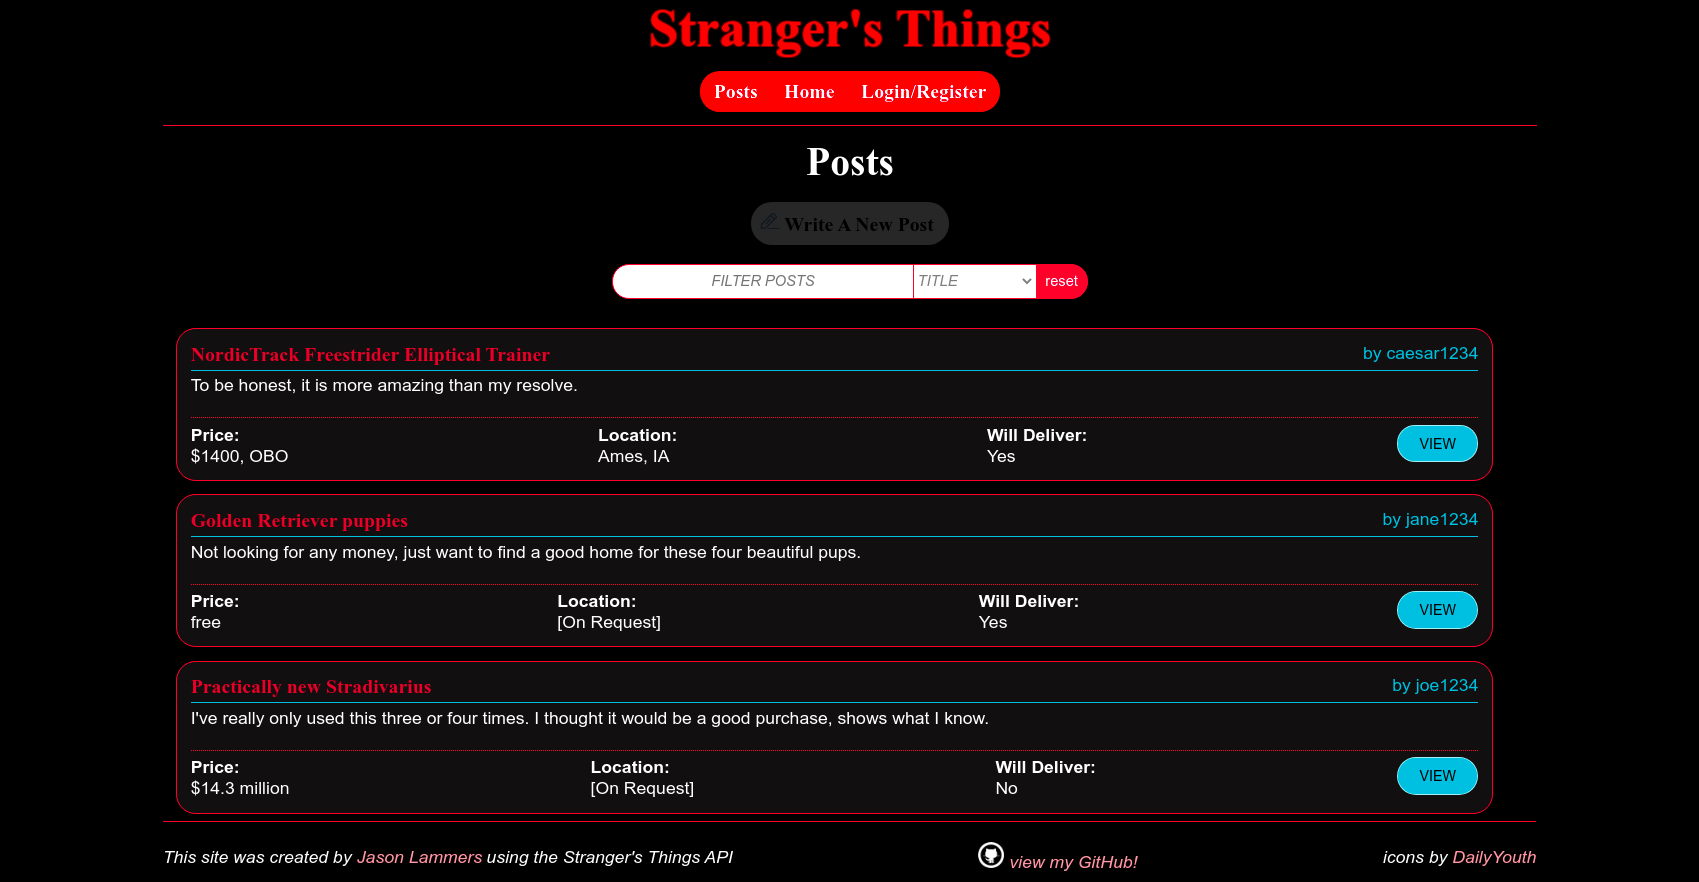 Stranger's Things
Posts Home Login/Register
Posts
Write A New Post
FILTER POSTS TITLE reset
NordicTrack Freestrider Elliptical Trainer by caesar1234
To be honest, it is more amazing than my resolve.
Price: Location: Will Deliver: VIEW
$1400, OBO Ames, IA Yes
Golden Retriever puppies by jane1234
Not looking for any money, just want to find a good home for these four beautiful pups.
Price: Location: Will Deliver: VIEW
free [On Request] Yes
Practically new Stradivarius by joe1234
I've really only used this three or four times. I thought it would be a good purchase, shows what I know.
Price: Location: Will Deliver: VIEW
$14.3 million [On Request] No
This site was created by Jason Lammers using the Stranger's Things API view my GitHub! icons by DailyYouth